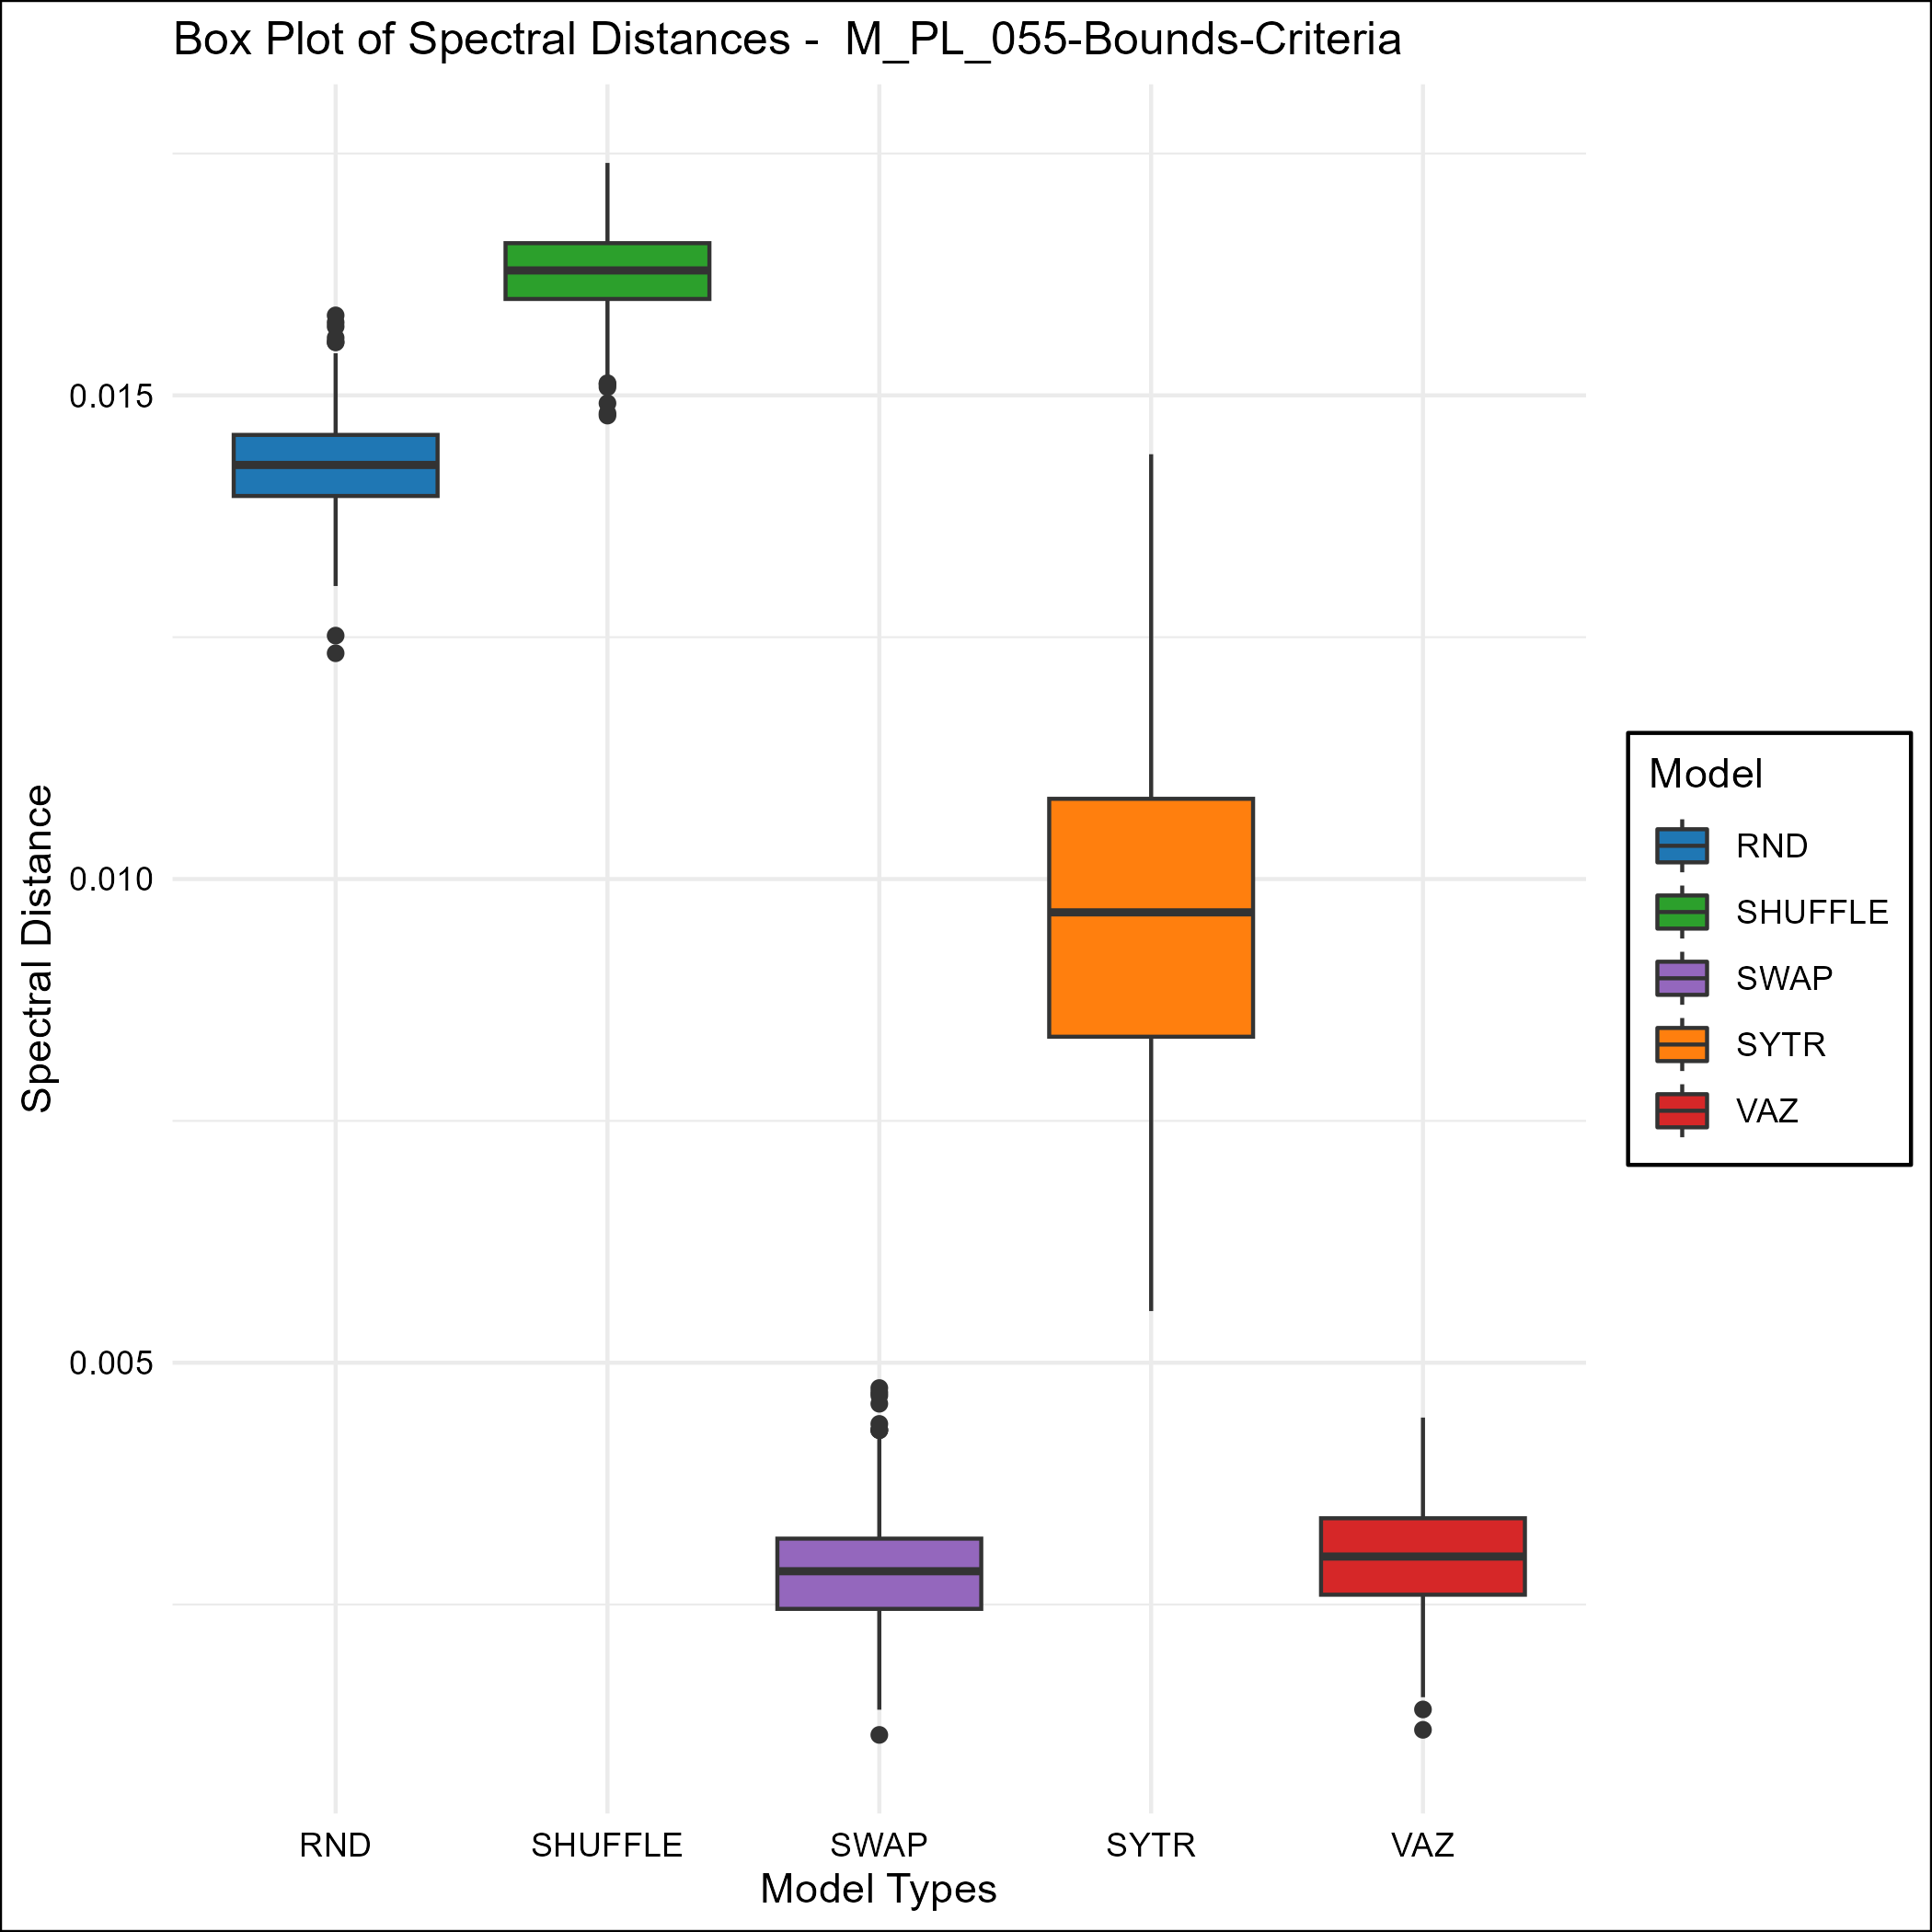 Box Plot of Spectral Distances -  M_PL_055-Bounds-Criteria
0.015
0.010
0.005
Spectral Distance
RND
SHUFFLE
SWAP
SYTR
VAZ
Model Types
Model
RND
SHUFFLE
SWAP
SYTR
VAZ